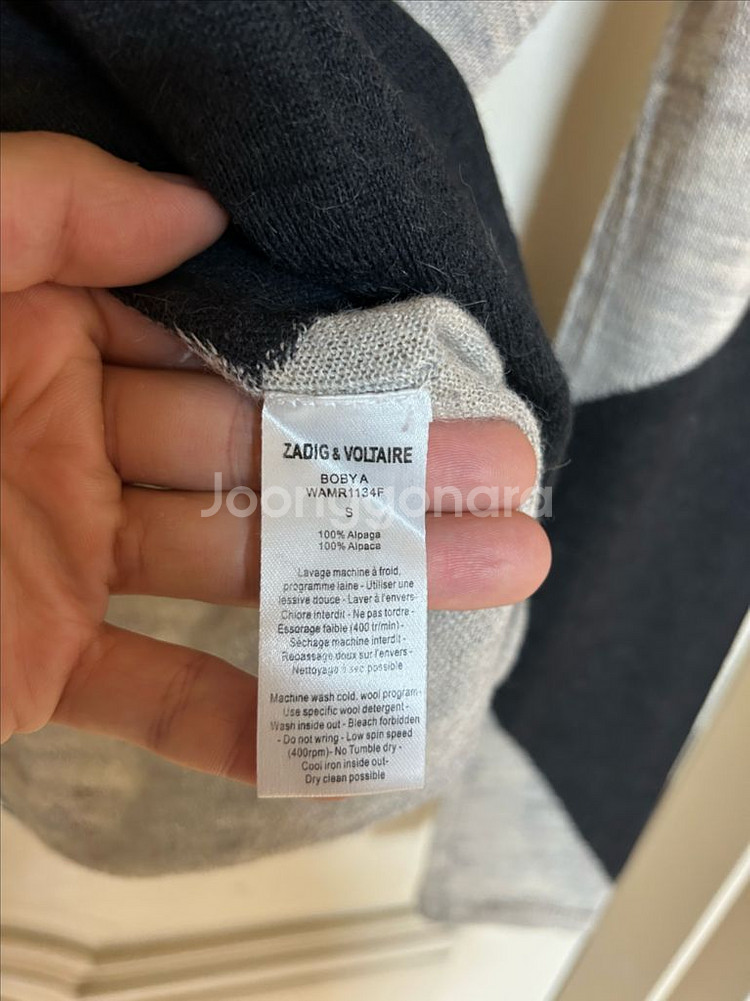 ZADIG & VOLTAIRE
BOBY A
WAMR1134F
S
100% Alpaga
100% Alpaca
Lavage machine à froid,
programme laine - Utiliser une
lessive douce - Laver à l'envers-
Chlore interdit - Ne pas tordre -
Essorage faible (400 tr/min) -
Séchage machine interdit -
Repassage doux sur l'envers -
Nettoyage à sec possible
Machine wash cold, wool program-
Use specific wool detergent -
Wash inside out - Bleach forbidden
- Do not wring - Low spin speed
(400rpm)- No Tumble dry -
Cool iron inside out-
Dry clean possible
Joonggonara